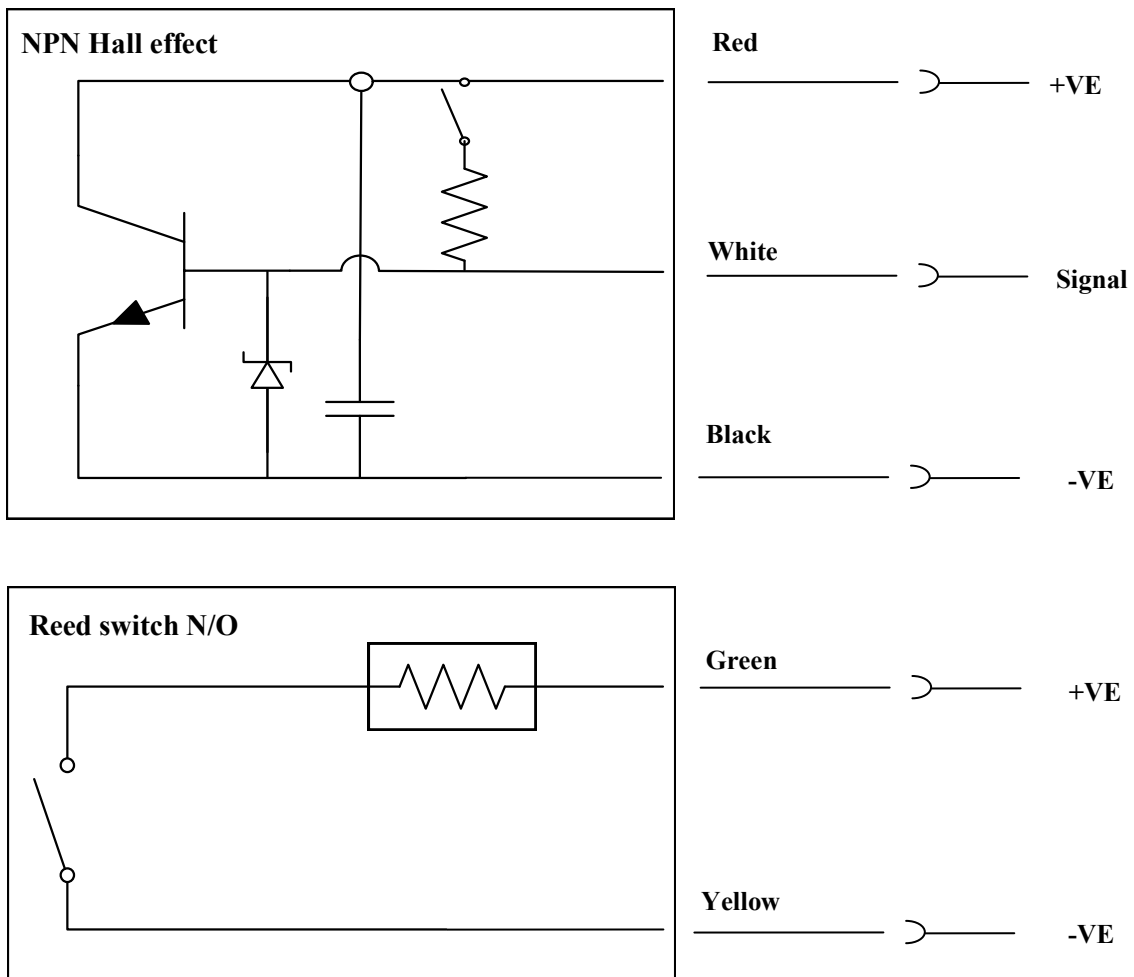 NPN Hall effect
Red
+VE
White
Signal
Black
-VE
Reed switch N/O
Green
+VE
Yellow
-VE